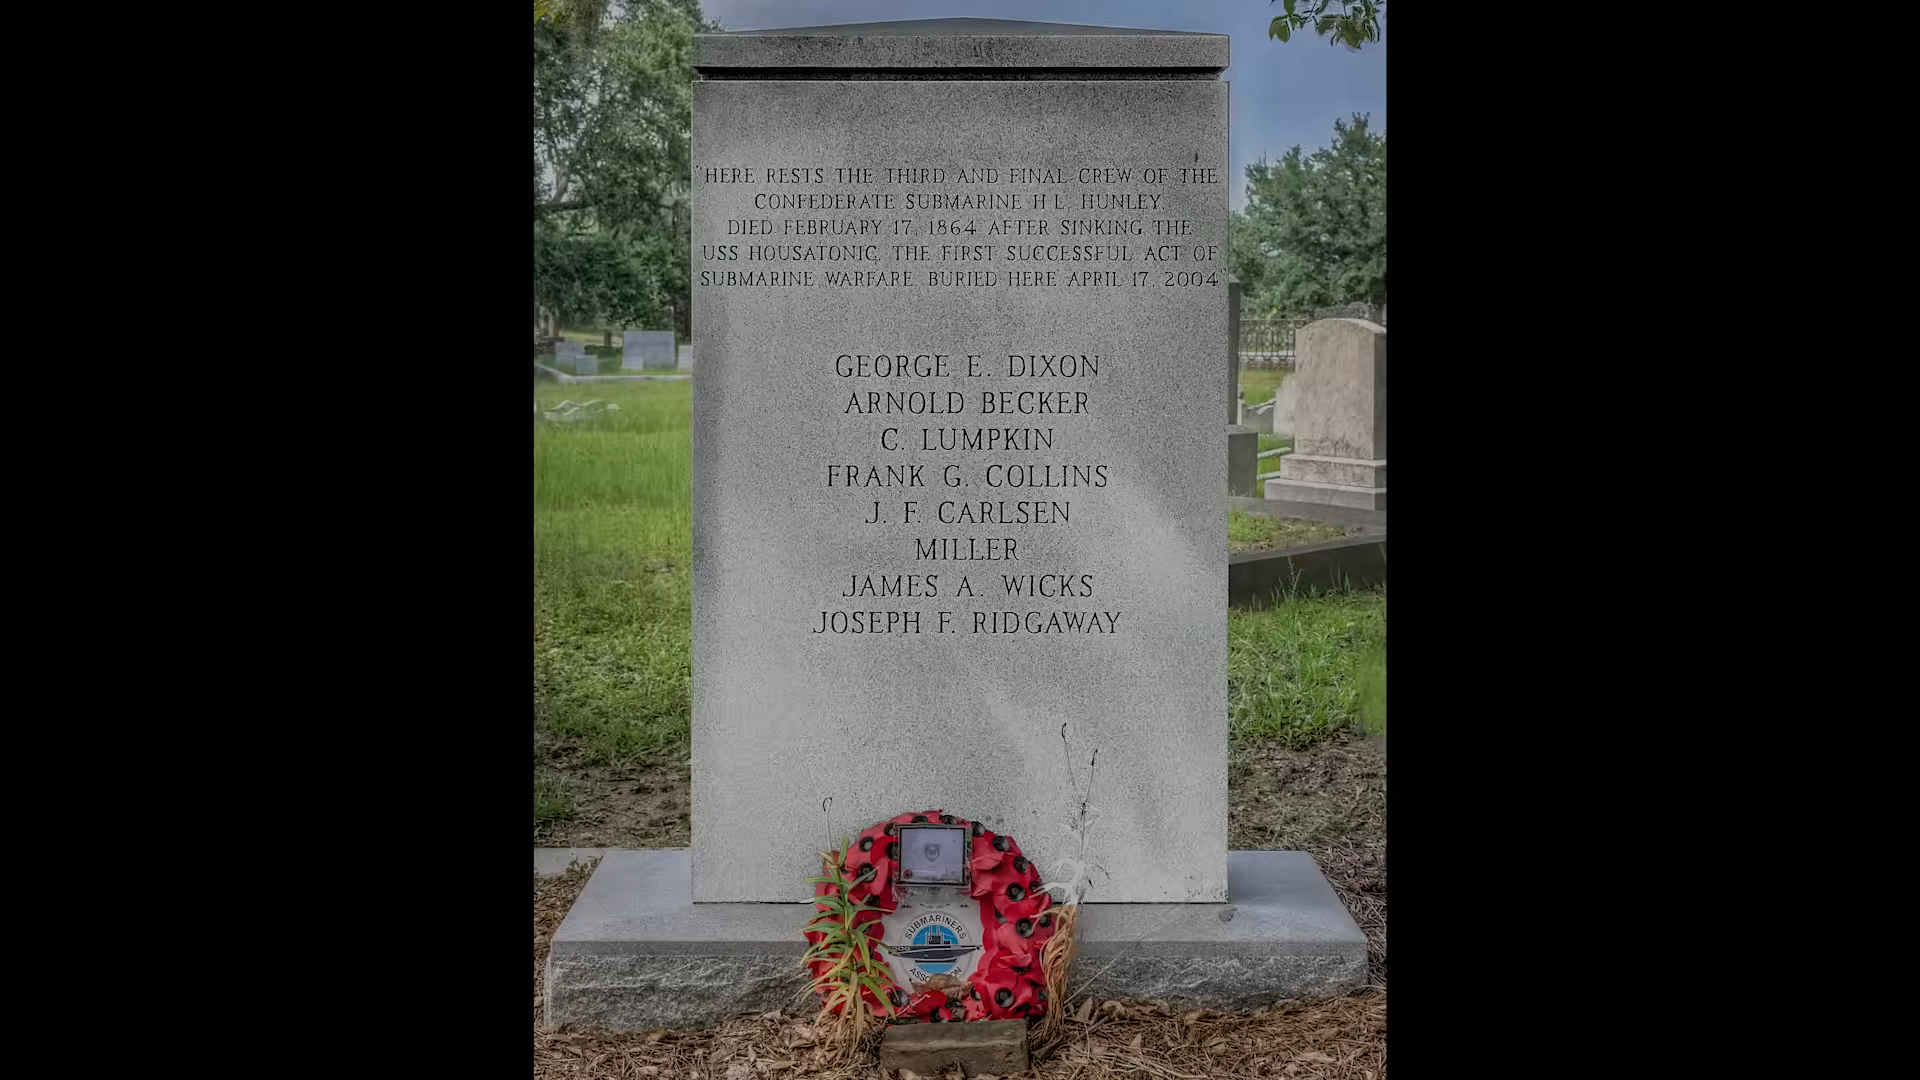 "HERE RESTS THE THIRD AND FINAL CREW OF THE
CONFEDERATE SUBMARINE H L. HUNLEY.
DIED FEBRUARY 17, 1864 AFTER SINKING THE
USS HOUSATONIC. THE FIRST SUCCESSFUL ACT OF
SUBMARINE WARFARE. BURIED HERE APRIL 17, 2004"
GEORGE E. DIXON
ARNOLD BECKER
C. LUMPKIN
FRANK G. COLLINS
J. F. CARLSEN
MILLER
JAMES A. WICKS
JOSEPH F. RIDGAWAY
SUBMARINERS